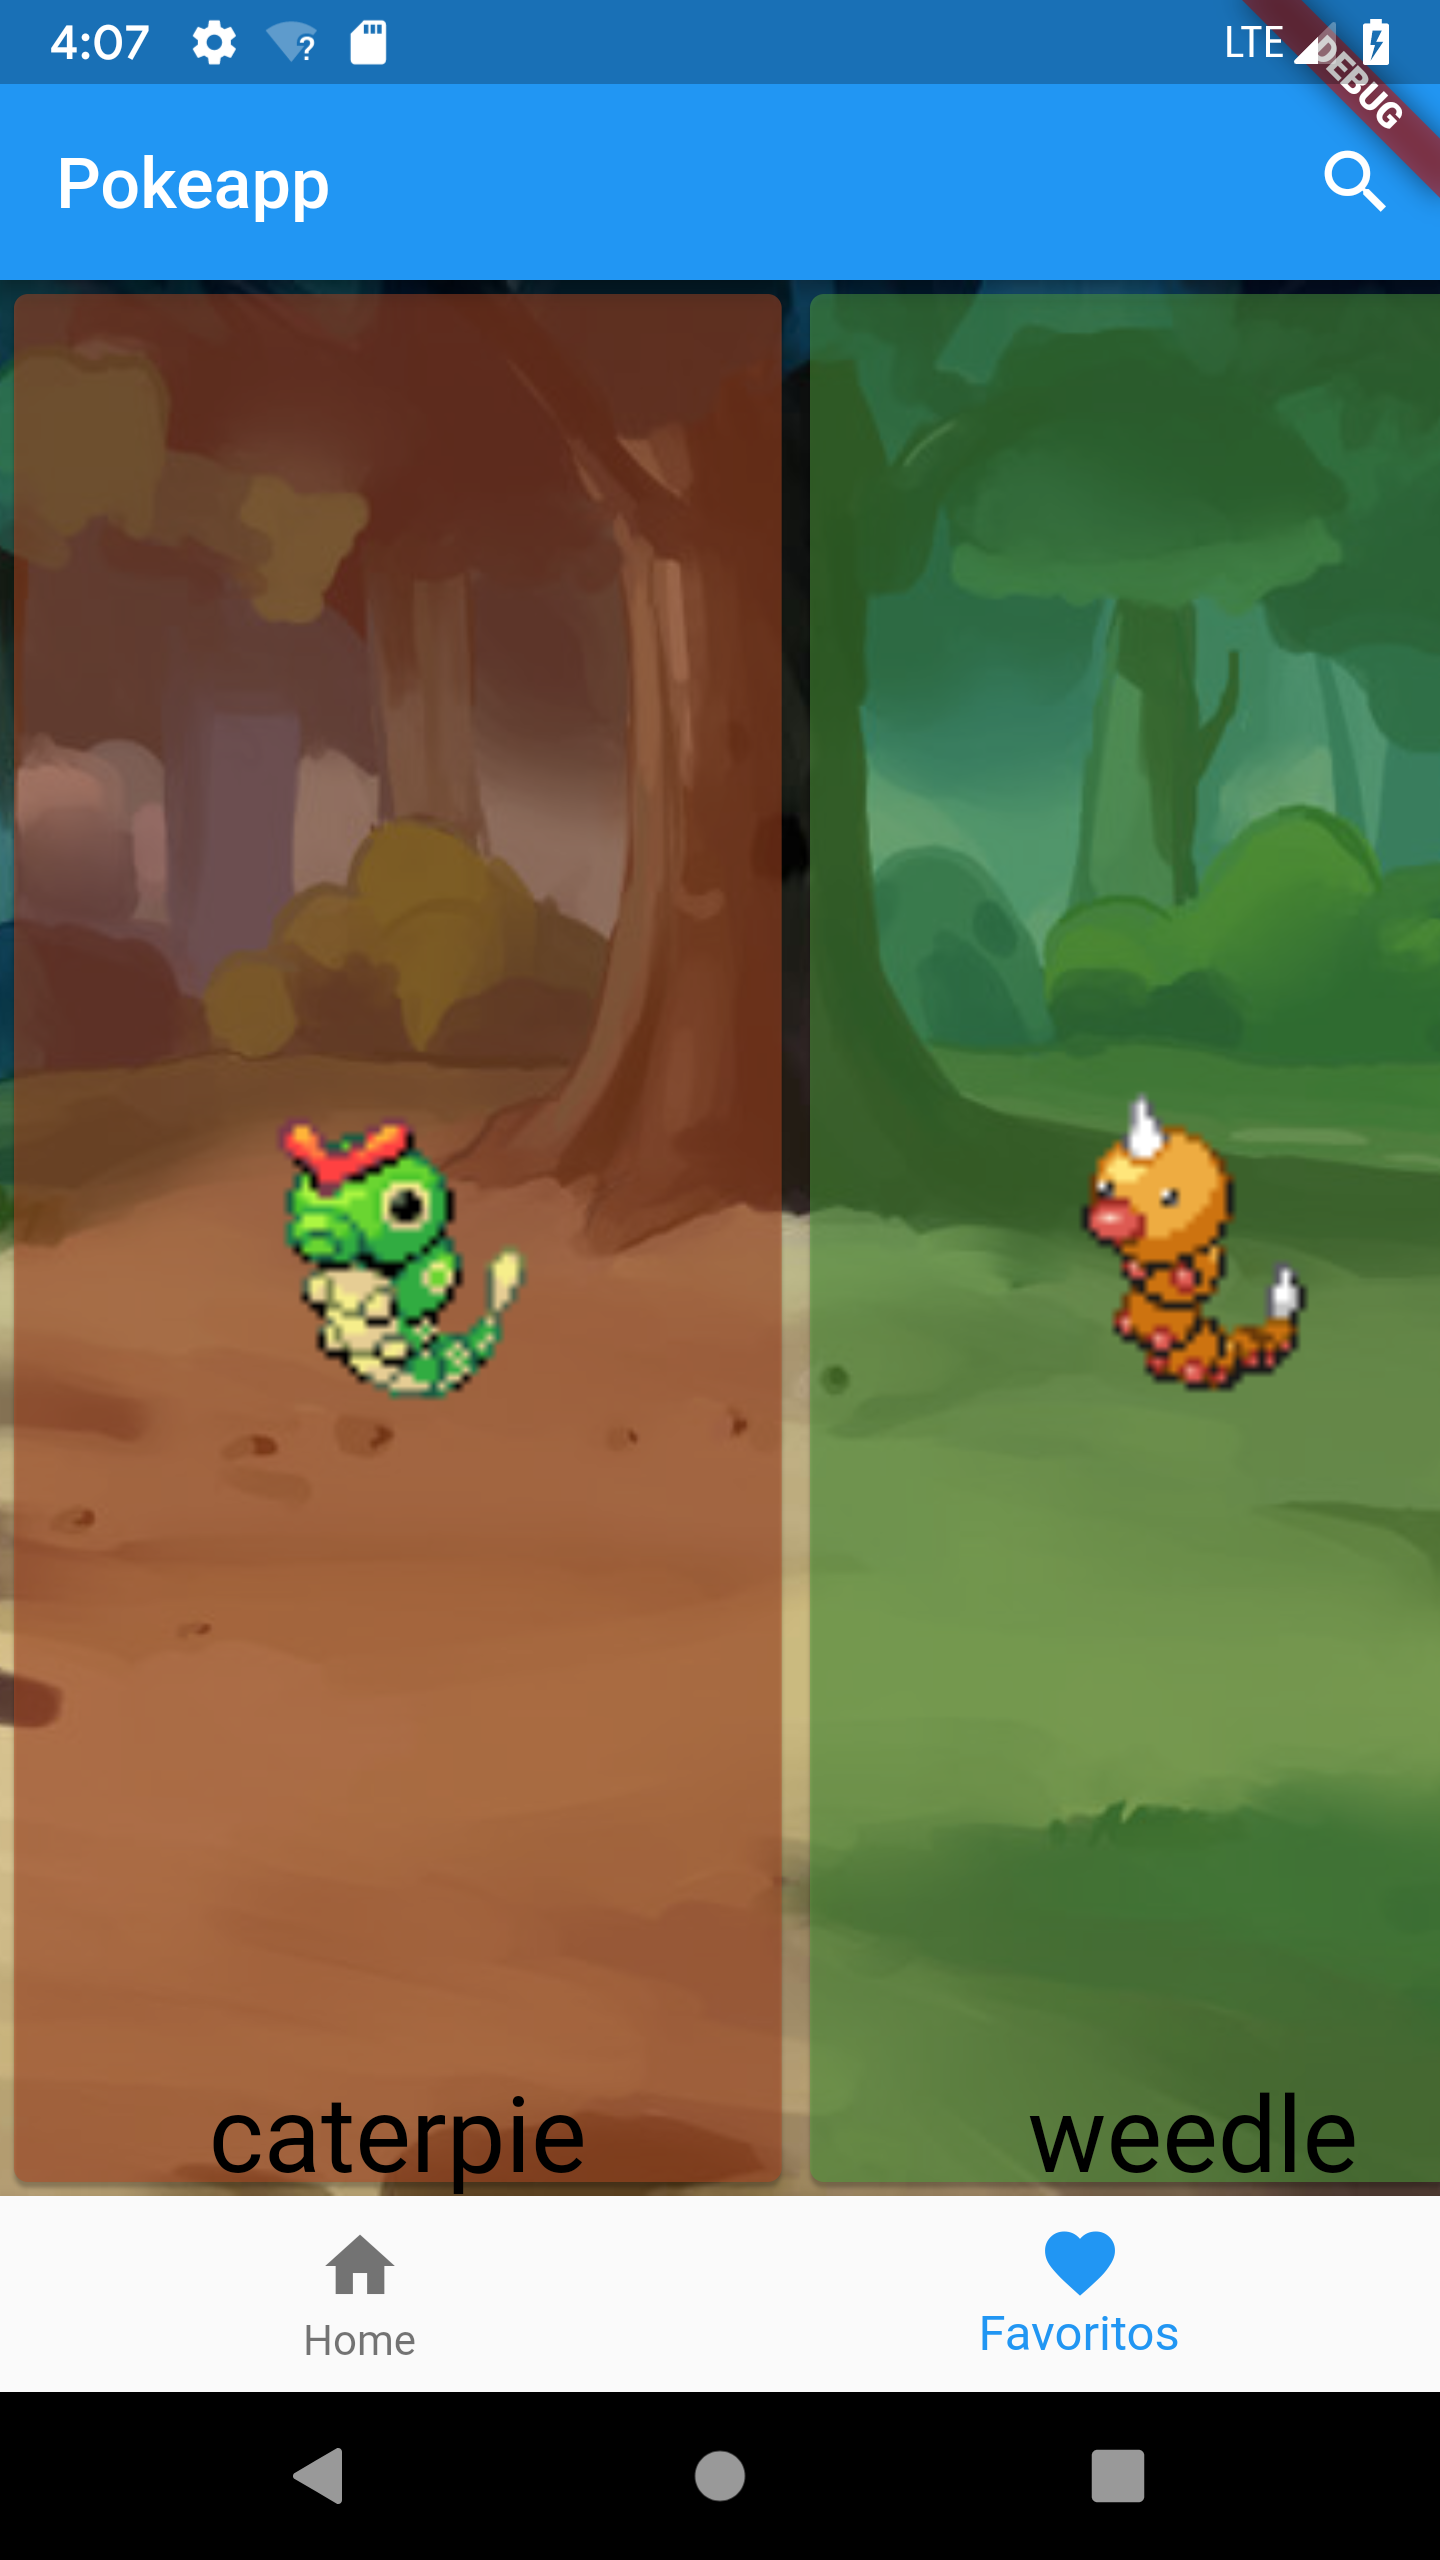 4:07
LTE
DEBUG
Pokeapp
caterpie
weedle
Home
Favoritos